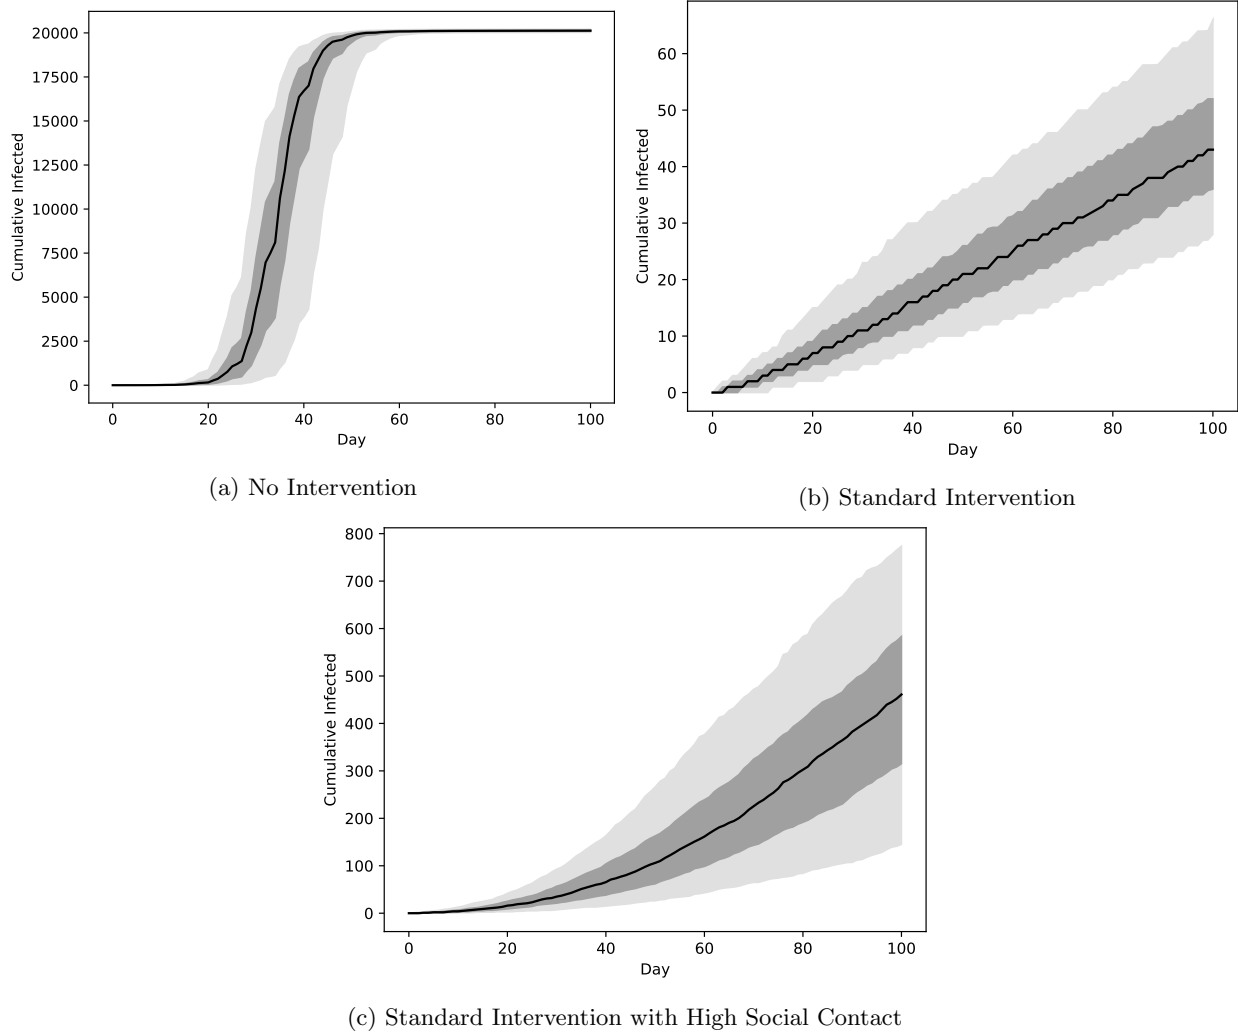 20000
17500
15000
12500
10000
7500
5000
2500
0
Cumulative Infected
0 20 40 60 80 100
Day
(a) No Intervention
60
50
40
30
20
10
0
Cumulative Infected
0 20 40 60 80 100
Day
(b) Standard Intervention
800
700
600
500
400
300
200
100
0
Cumulative Infected
0 20 40 60 80 100
Day
(c) Standard Intervention with High Social Contact